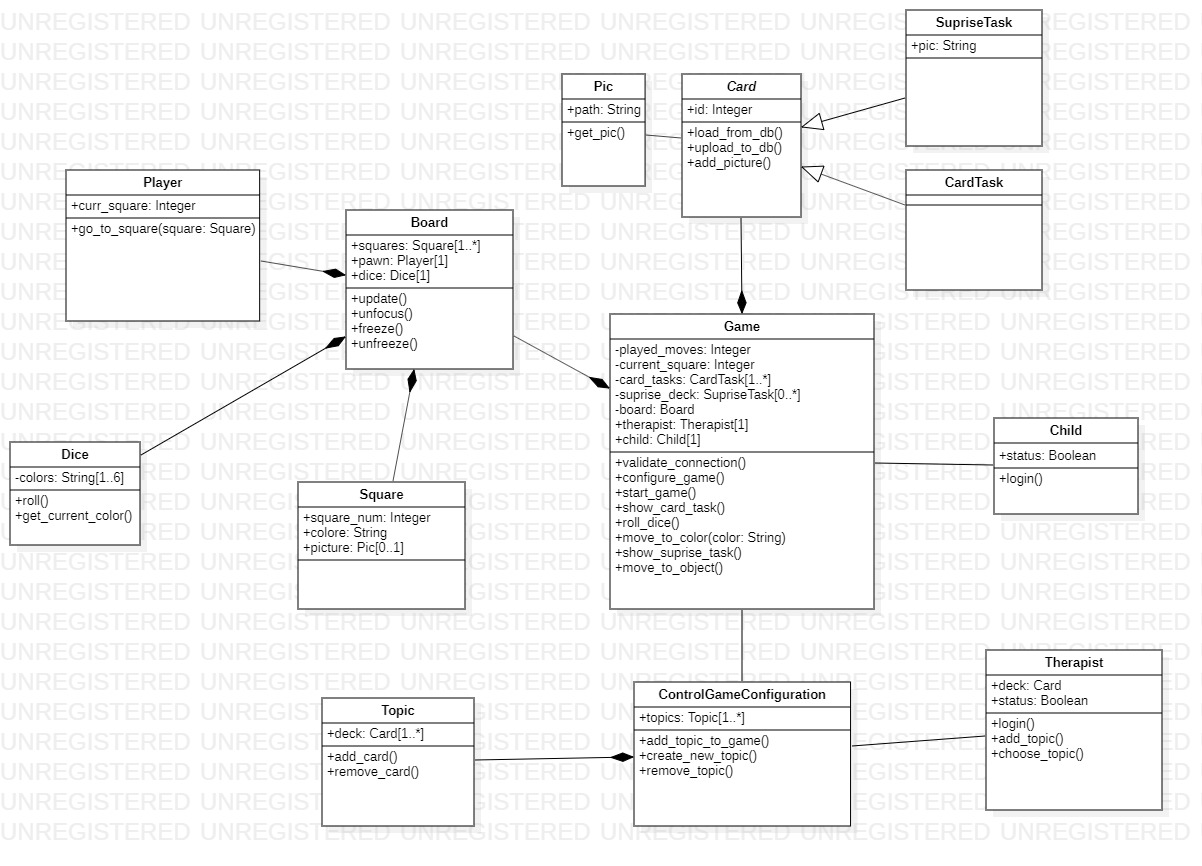 SupriseTask
+pic: String
Pic
+path: String
+get_pic()
Card
+id: Integer
+load_from_db()
+upload_to_db()
+add_picture()
CardTask
Player
+curr_square: Integer
+go_to_square(square: Square)
Board
+squares: Square[1..*]
+pawn: Player[1]
+dice: Dice[1]
+update()
+unfocus()
+freeze()
+unfreeze()
Game
-played_moves: Integer
-current_square: Integer
-card_tasks: CardTask[1..*]
-suprise_deck: SupriseTask[0..*]
-board: Board
+therapist: Therapist[1]
+child: Child[1]
+validate_connection()
+configure_game()
+start_game()
+show_card_task()
+roll_dice()
+move_to_color(color: String)
+show_suprise_task()
+move_to_object()
Child
+status: Boolean
+login()
Dice
-colors: String[1..6]
+roll()
+get_current_color()
Square
+square_num: Integer
+colore: String
+picture: Pic[0..1]
Therapist
+deck: Card
+status: Boolean
+login()
+add_topic()
+choose_topic()
ControlGameConfiguration
+topics: Topic[1..*]
+add_topic_to_game()
+create_new_topic()
+remove_topic()
Topic
+deck: Card[1..*]
+add_card()
+remove_card()
UNREGISTERED